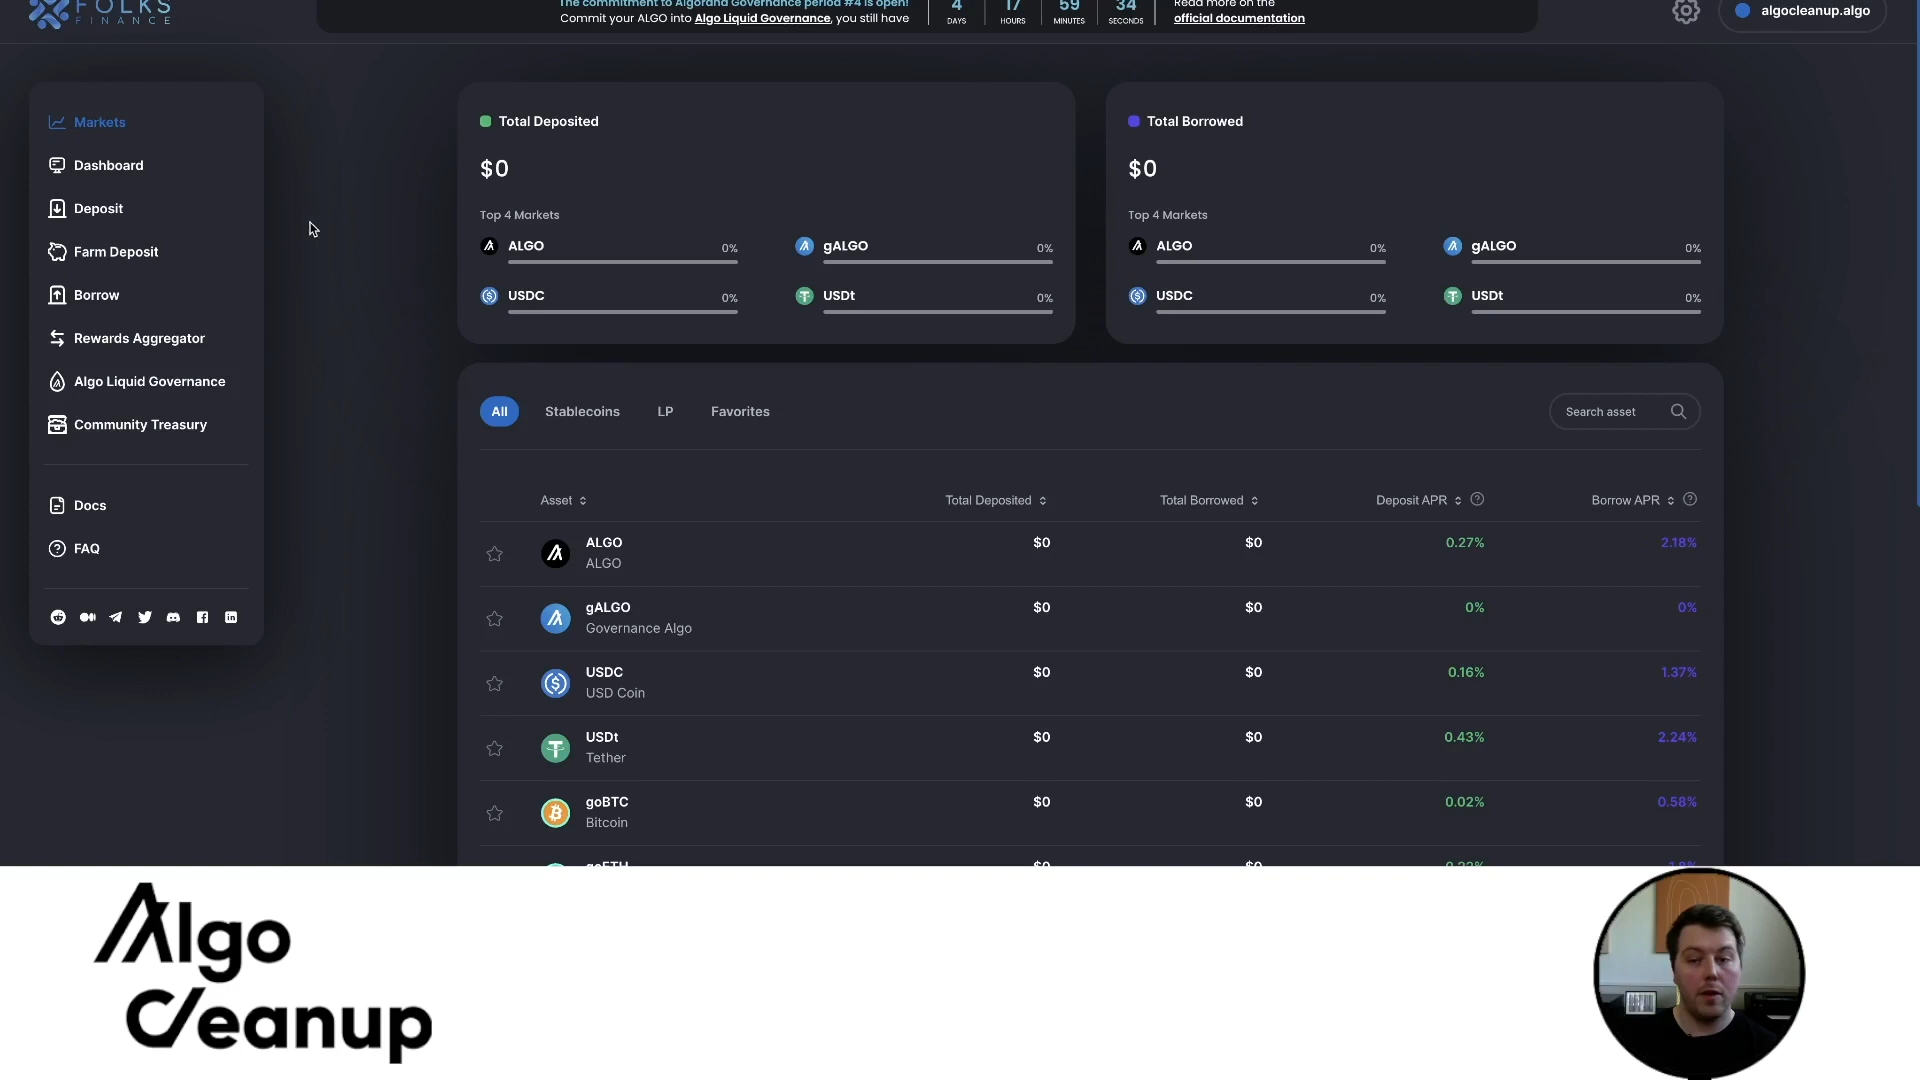 FOLKS
FINANCE
The commitment to Algorand Governance period #4 is open!
Commit your ALGO into Algo Liquid Governance, you still have
4
DAYS
17
HOURS
59
MINUTES
34
SECONDS
Read more on the
official documentation
algocleanup.algo
Markets
Dashboard
Deposit
Farm Deposit
Borrow
Rewards Aggregator
Algo Liquid Governance
Community Treasury
Docs
FAQ
Total Deposited
$0
Top 4 Markets
ALGO 0%
gALGO 0%
USDC 0%
USDt 0%
Total Borrowed
$0
Top 4 Markets
ALGO 0%
gALGO 0%
USDC 0%
USDt 0%
All Stablecoins LP Favorites
Search asset
Asset Total Deposited Total Borrowed Deposit APR Borrow APR
ALGO $0 $0 0.27% 2.18%
ALGO
gALGO $0 $0 0% 0%
Governance Algo
USDC $0 $0 0.16% 1.37%
USD Coin
USDt $0 $0 0.43% 2.24%
Tether
goBTC $0 $0 0.02% 0.58%
Bitcoin
goETH $0 $0
Algo
Cleanup